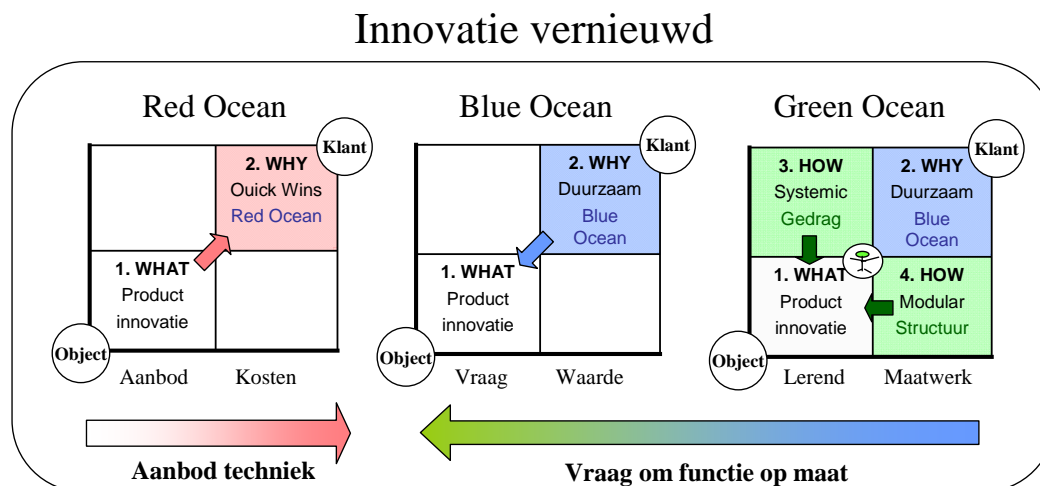 Innovatie vernieuwd
Red Ocean
Klant
2. WHY
Ouick Wins
Red Ocean
1. WHAT
Product
innovatie
Object
Aanbod
Kosten
Blue Ocean
Klant
2. WHY
Duurzaam
Blue
Ocean
1. WHAT
Product
innovatie
Object
Vraag
Waarde
Green Ocean
Klant
3. HOW
Systemic
Gedrag
2. WHY
Duurzaam
Blue
Ocean
1. WHAT
Product
innovatie
4. HOW
Modular
Structuur
Object
Lerend
Maatwerk
Aanbod techniek
Vraag om functie op maat